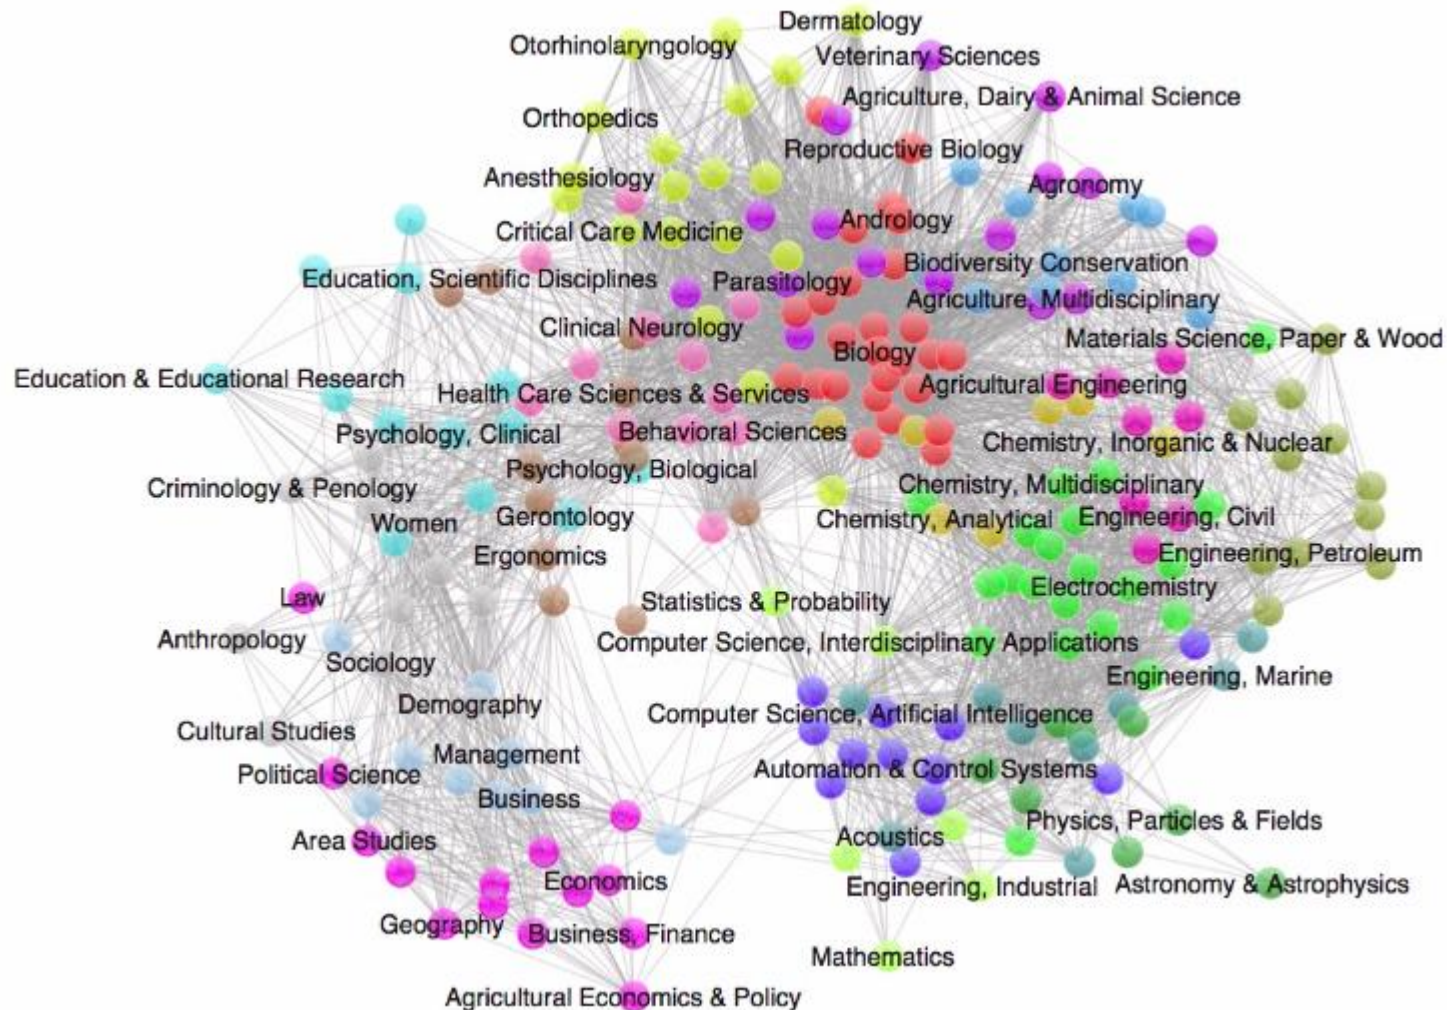 Dermatology
Otorhinolaryngology
Veterinary Sciences
Agriculture, Dairy & Animal Science
Orthopedics
Reproductive Biology
Anesthesiology
Agronomy
Andrology
Critical Care Medicine
Biodiversity Conservation
Education, Scientific Disciplines
Parasitology
Agriculture, Multidisciplinary
Clinical Neurology
Materials Science, Paper & Wood
Biology
Education & Educational Research
Agricultural Engineering
Health Care Sciences & Services
Psychology, Clinical
Behavioral Sciences
Chemistry, Inorganic & Nuclear
Psychology, Biological
Chemistry, Multidisciplinary
Criminology & Penology
Women
Gerontology
Chemistry, Analytical
Engineering, Civil
Ergonomics
Engineering, Petroleum
Electrochemistry
Law
Statistics & Probability
Anthropology
Computer Science, Interdisciplinary Applications
Sociology
Engineering, Marine
Demography
Computer Science, Artificial Intelligence
Cultural Studies
Management
Political Science
Automation & Control Systems
Business
Physics, Particles & Fields
Area Studies
Acoustics
Economics
Engineering, Industrial
Astronomy & Astrophysics
Geography
Business, Finance
Mathematics
Agricultural Economics & Policy